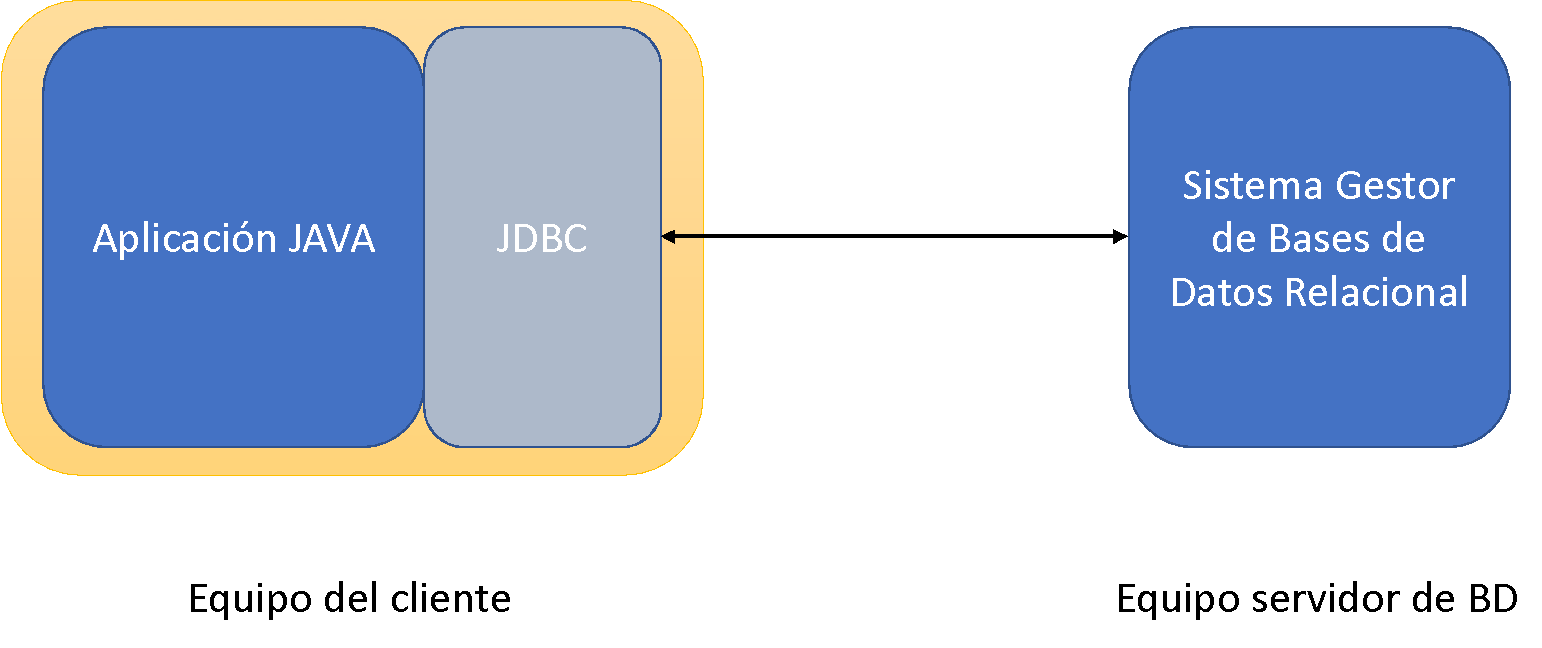 Aplicación JAVA
JDBC
Sistema Gestor
de Bases de
Datos Relacional
Equipo del cliente
Equipo servidor de BD